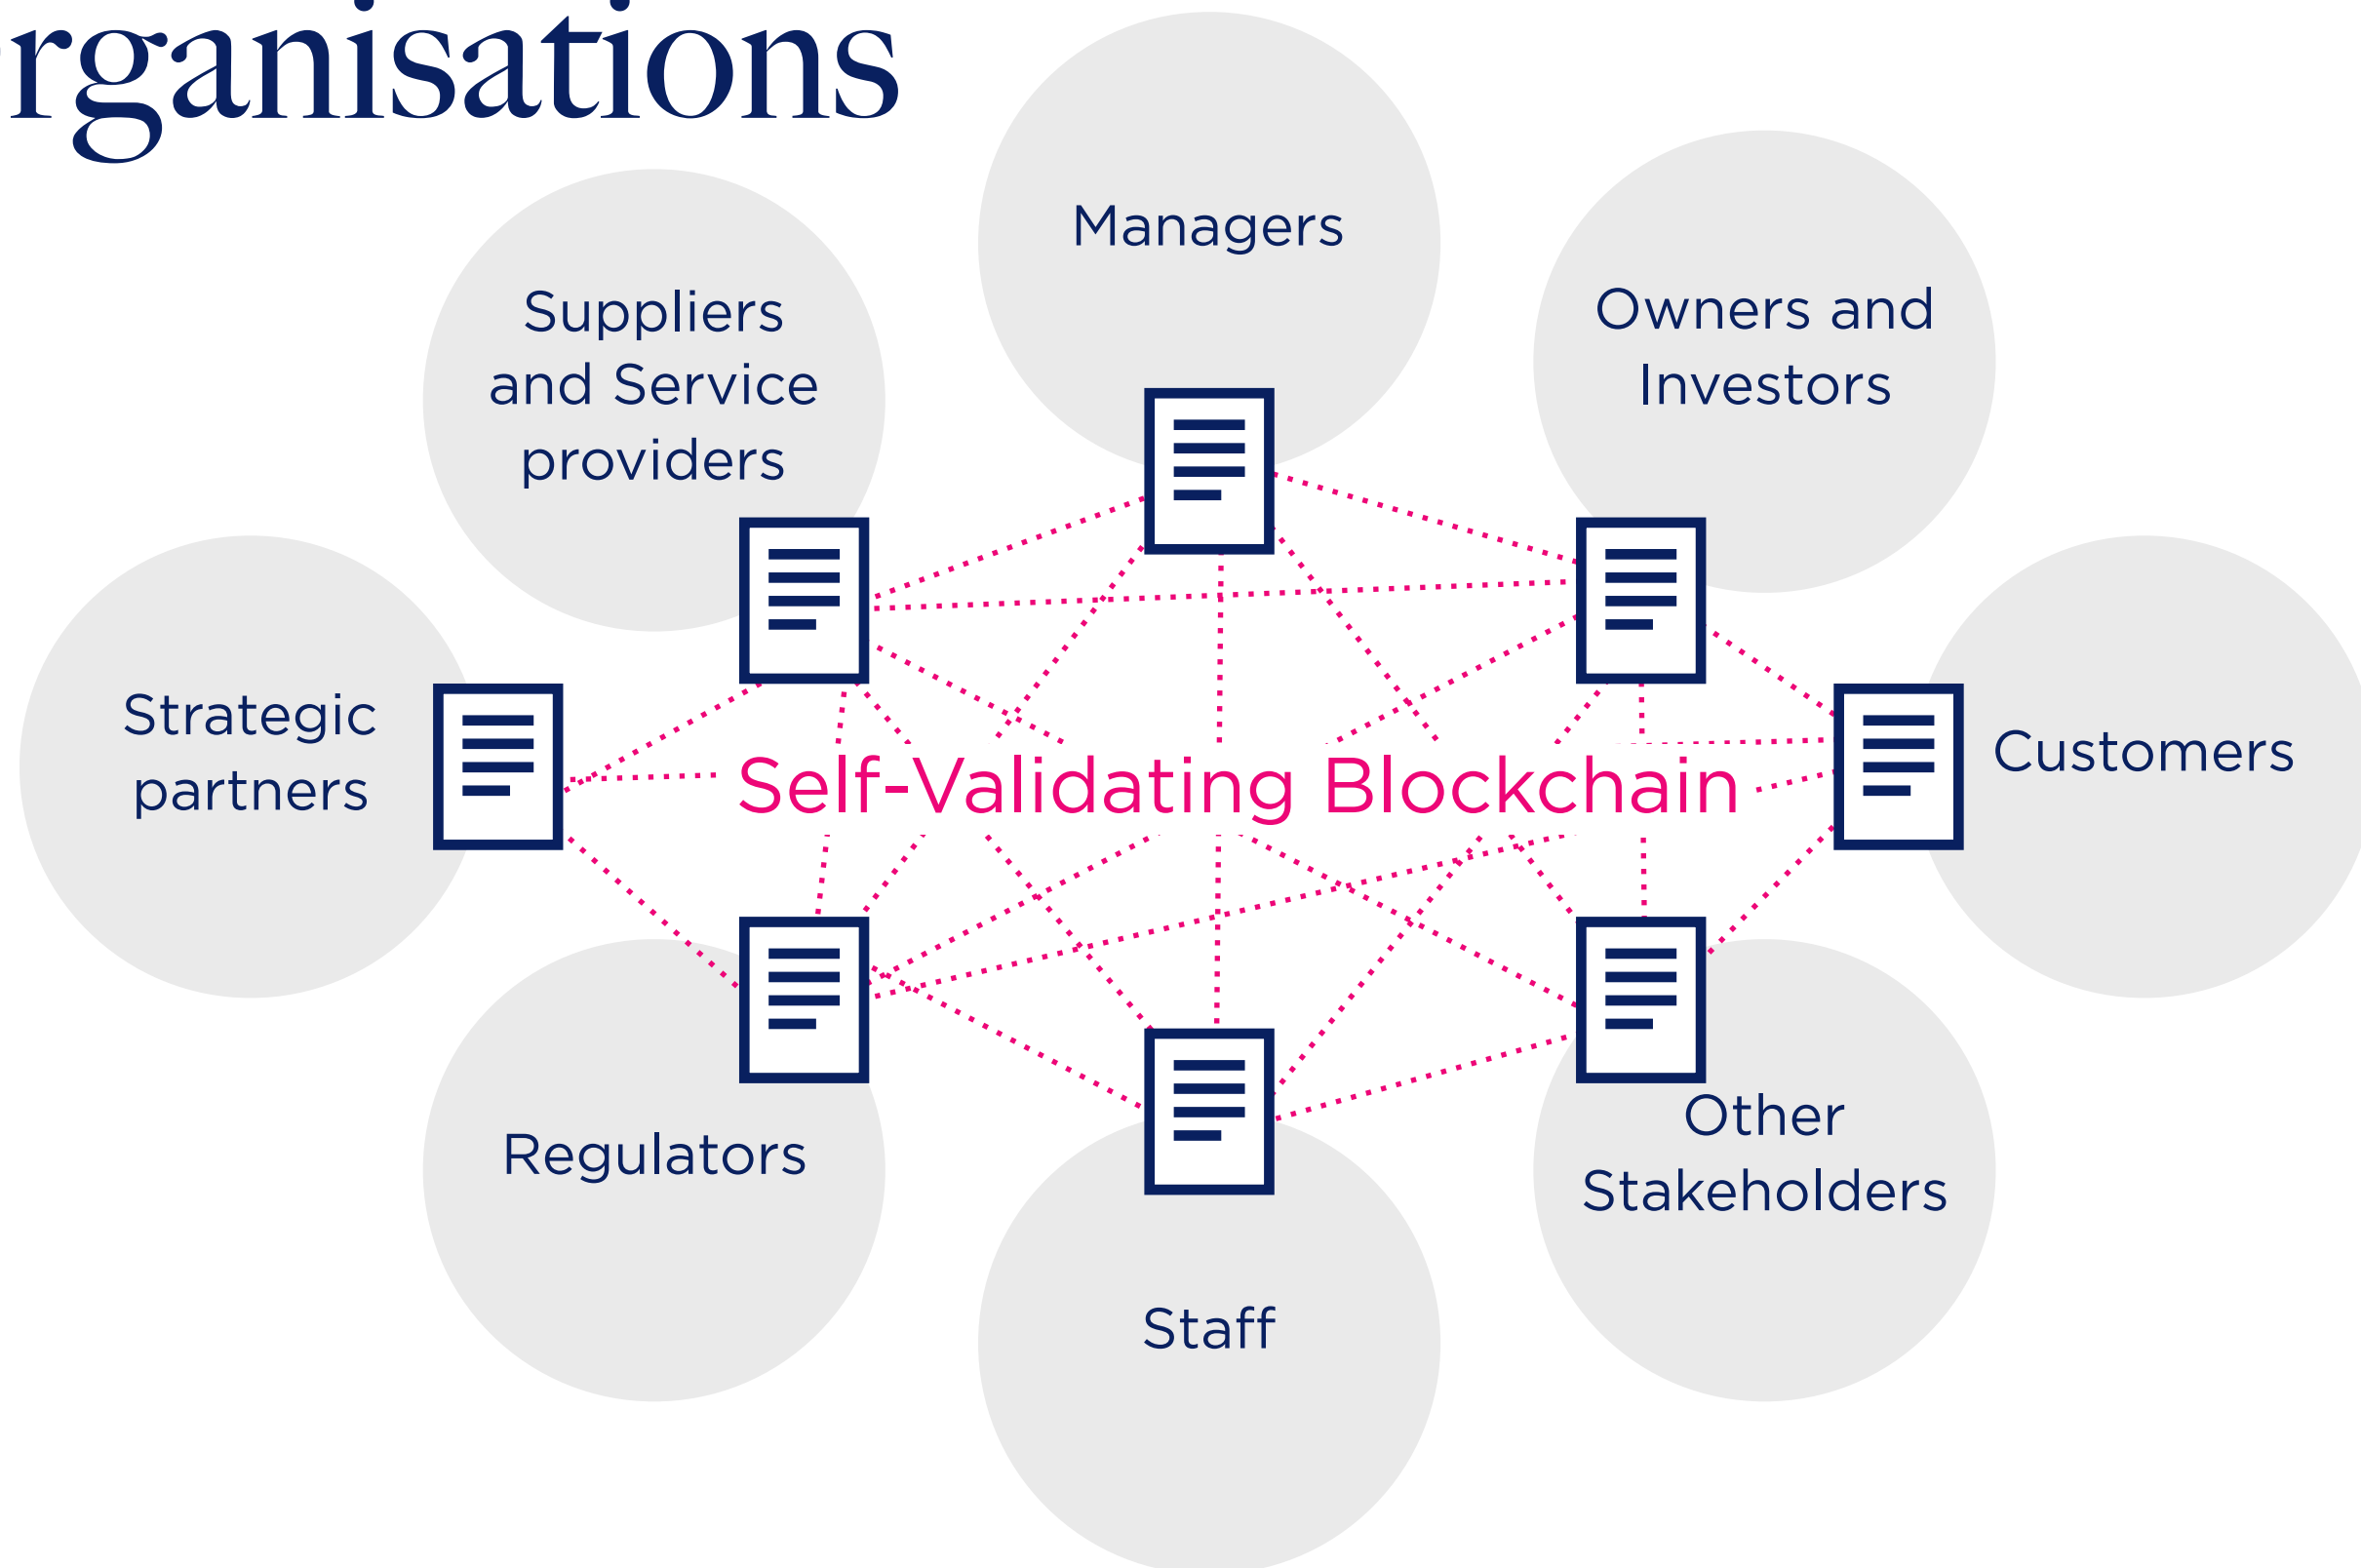 rganisations
Managers
Owners and
Investors
Suppliers
and Service
providers
Strategic
partners
Self-Validating Blockchain
Customers
Regulators
Other
Stakeholders
Staff